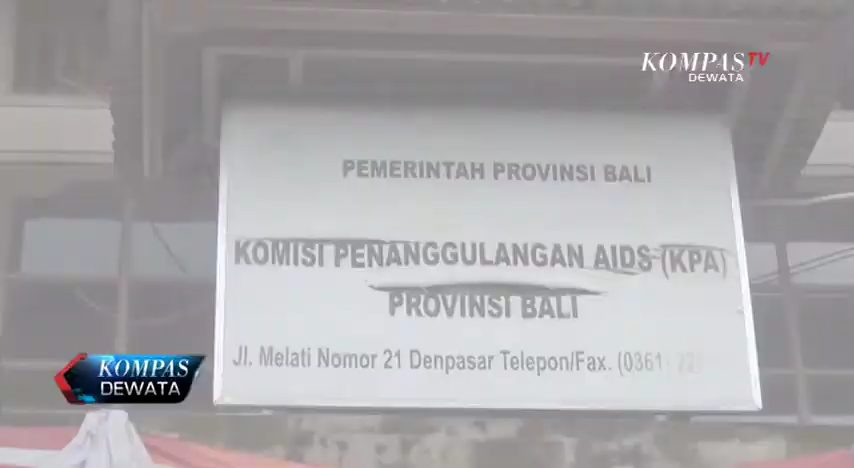 KOMPAS TV
DEWATA
PEMERINTAH PROVINSI BALI
KOMISI PENANGGULANGAN AIDS (KPA)
PROVINSI BALI
Jl. Melati Nomor 21 Denpasar Telepon/Fax. (0361
KOMPAS
DEWATA